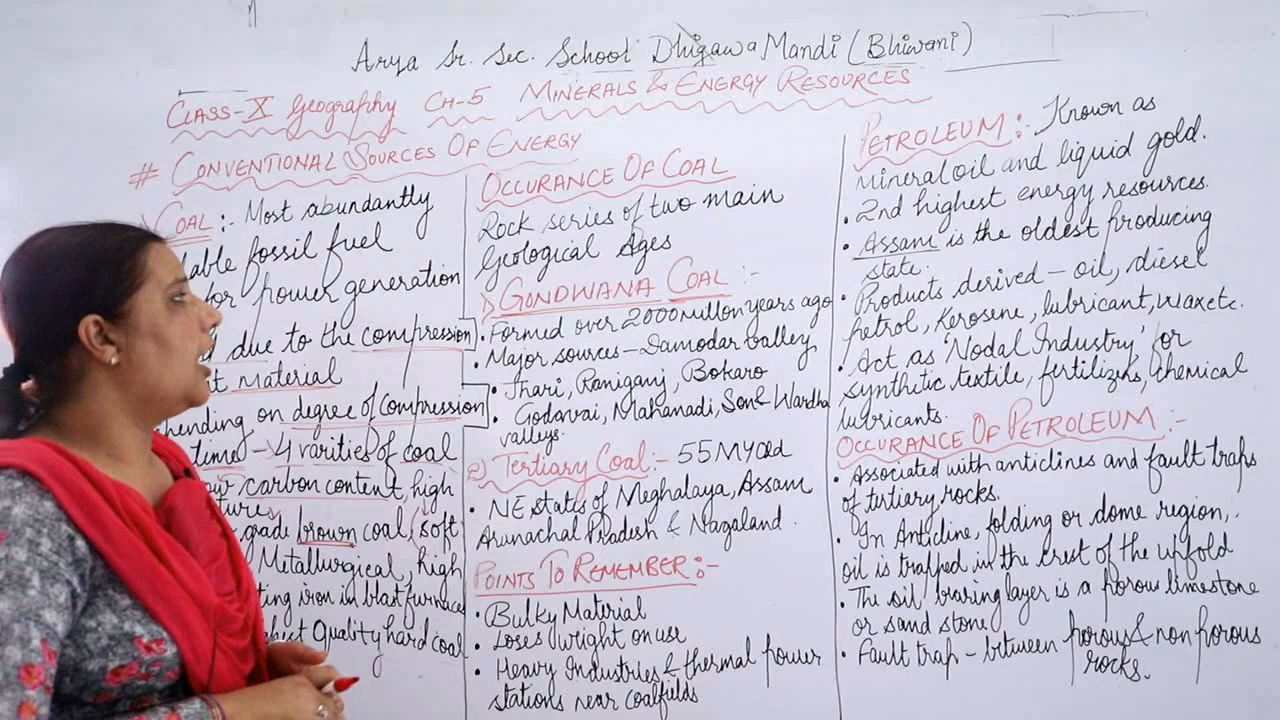 Arya Sr. Sec. School Dhigawa Mandi (Bhiwani)
CLASS-X Geography CH-5 MINERALS & ENERGY RESOURCES
# CONVENTIONAL SOURCES OF ENERGY
COAL :- Most abundantly
lable fossil fuel
for power generation
due to the compression
t material
pending on degree of compression
time - 4 varities of coal
ow carbon content, high
ture
grade brown coal, soft
Metallurgical, high
ting iron in blast furnaces
hest Quality hard coal
OCCURANCE OF COAL
Rock series of two main
Geological Ages
1) GONDWANA COAL :-
• Formed over 2000 Million years ago
• Major sources - Damodar valley
• Jhari, Raniganj, Bokaro
• Godavai, Mahanadi, Son & Wardha
valleys.
2) Tertiary Coal :- 55 MY Old
• NE states of Meghalaya, Assam
Arunachal Pradesh & Nagaland.
POINTS TO REMEMBER :-
• Bulky Material
• Loses wright on use
• Heavy Industries & thermal power
stations near coalfields
PETROLEUM :- Known as
mineral oil and liquid gold.
• 2nd highest energy resources.
• Assam is the oldest producing
state.
• Products derived - oil, diesel
petrol, Kerosene, lubricant, wax etc.
• Act as 'Nodal Industry' for
synthetic textile, fertilizers, chemical
lubricants.
OCCURANCE OF PETROLEUM :-
• Associated with anticlines and fault traps
of tertiary rocks.
• In Anticline, folding or dome region,
oil is trapped in the crest of the upfold
• The oil bearing layer is a porous limestone
or sand stone
• Fault trap - between porous & non porous
rocks.